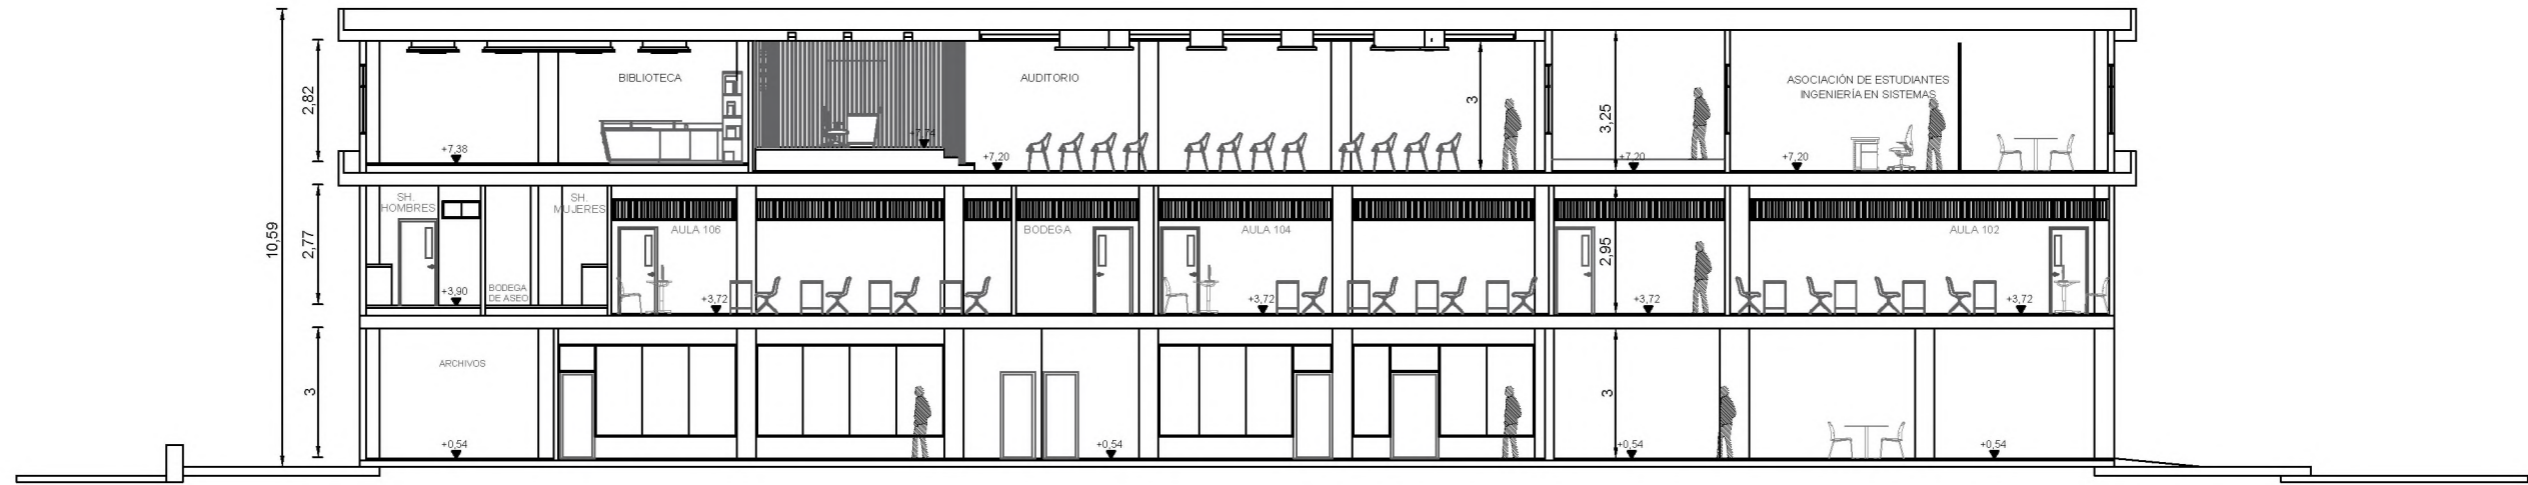 BIBLIOTECA
AUDITORIO
ASOCIACIÓN DE ESTUDIANTES
INGENIERÍA EN SISTEMAS
2,82
3
3,25
+7,38
+7,74
+7,20
+7,20
+7,20
10,59
SH.
HOMBRES
SH.
MUJERES
AULA 106
BODEGA
AULA 104
AULA 102
2,77
2,95
+3,90
BODEGA
DE ASEO
+3,72
+3,72
+3,72
+3,72
ARCHIVOS
3
3
+0,54
+0,54
+0,54
+0,54